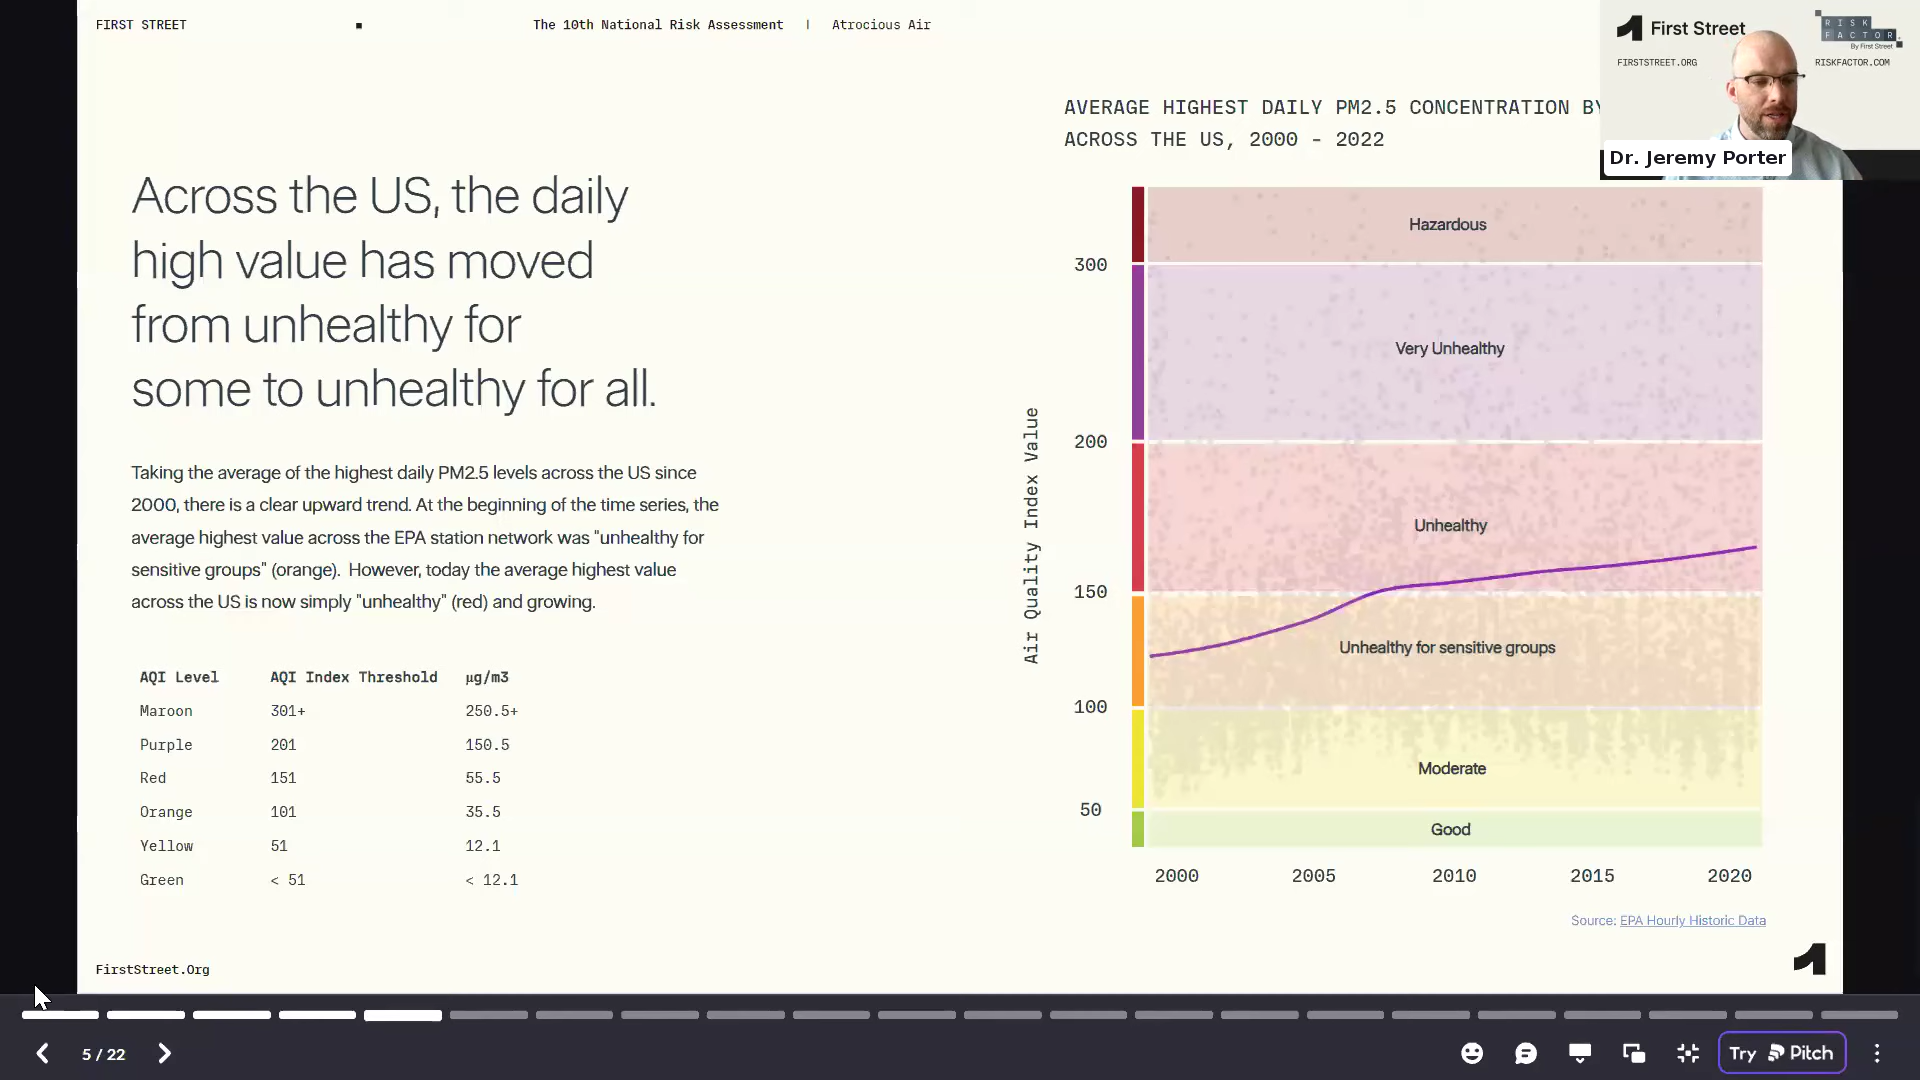 FIRST STREET
The 10th National Risk Assessment | Atrocious Air
First Street
RISK
FACTOR
By First Street
FIRSTSTREET.ORG
RISKFACTOR.COM
Dr. Jeremy Porter
Across the US, the daily
high value has moved
from unhealthy for
some to unhealthy for all.
Taking the average of the highest daily PM2.5 levels across the US since
2000, there is a clear upward trend. At the beginning of the time series, the
average highest value across the EPA station network was "unhealthy for
sensitive groups" (orange). However, today the average highest value
across the US is now simply "unhealthy" (red) and growing.
AQI Level AQI Index Threshold µg/m3
Maroon 301+ 250.5+
Purple 201 150.5
Red 151 55.5
Orange 101 35.5
Yellow 51 12.1
Green < 51 < 12.1
AVERAGE HIGHEST DAILY PM2.5 CONCENTRATION BY
ACROSS THE US, 2000 - 2022
Air Quality Index Value
Hazardous
300
Very Unhealthy
200
Unhealthy
150
Unhealthy for sensitive groups
100
Moderate
50
Good
2000 2005 2010 2015 2020
Source: EPA Hourly Historic Data
FirstStreet.Org
5 / 22
Try Pitch